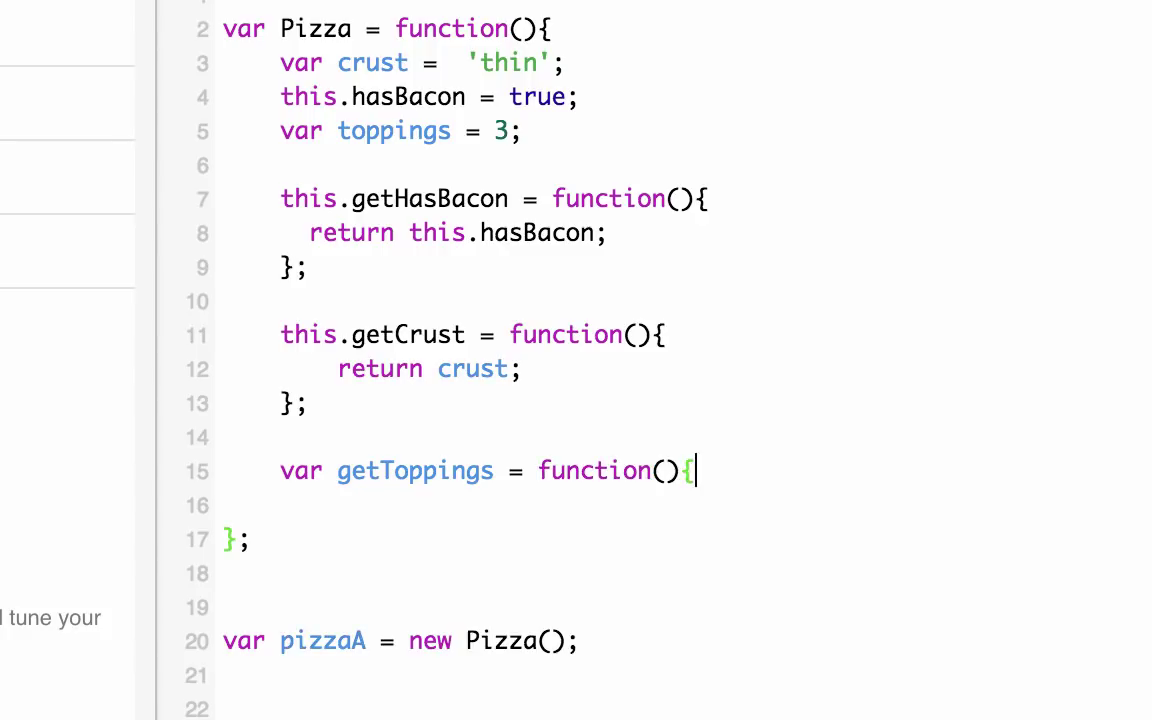 2 var Pizza = function(){
3     var crust =  'thin';
4     this.hasBacon = true;
5     var toppings = 3;
6
7     this.getHasBacon = function(){
8       return this.hasBacon;
9     };
10
11     this.getCrust = function(){
12         return crust;
13     };
14
15     var getToppings = function(){
16
17 };
18
19
l tune your
20 var pizzaA = new Pizza();
21
22